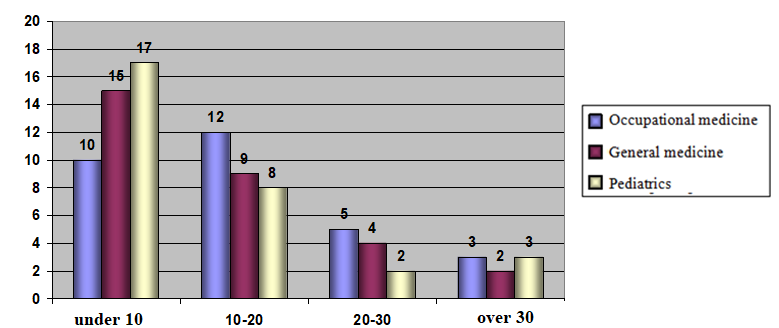 20
18
16
14
12
10
8
6
4
2
0
10 15 17
12 9 8
5 4 2
3 2 3
under 10 10-20 20-30 over 30
Occupational medicine
General medicine
Pediatrics